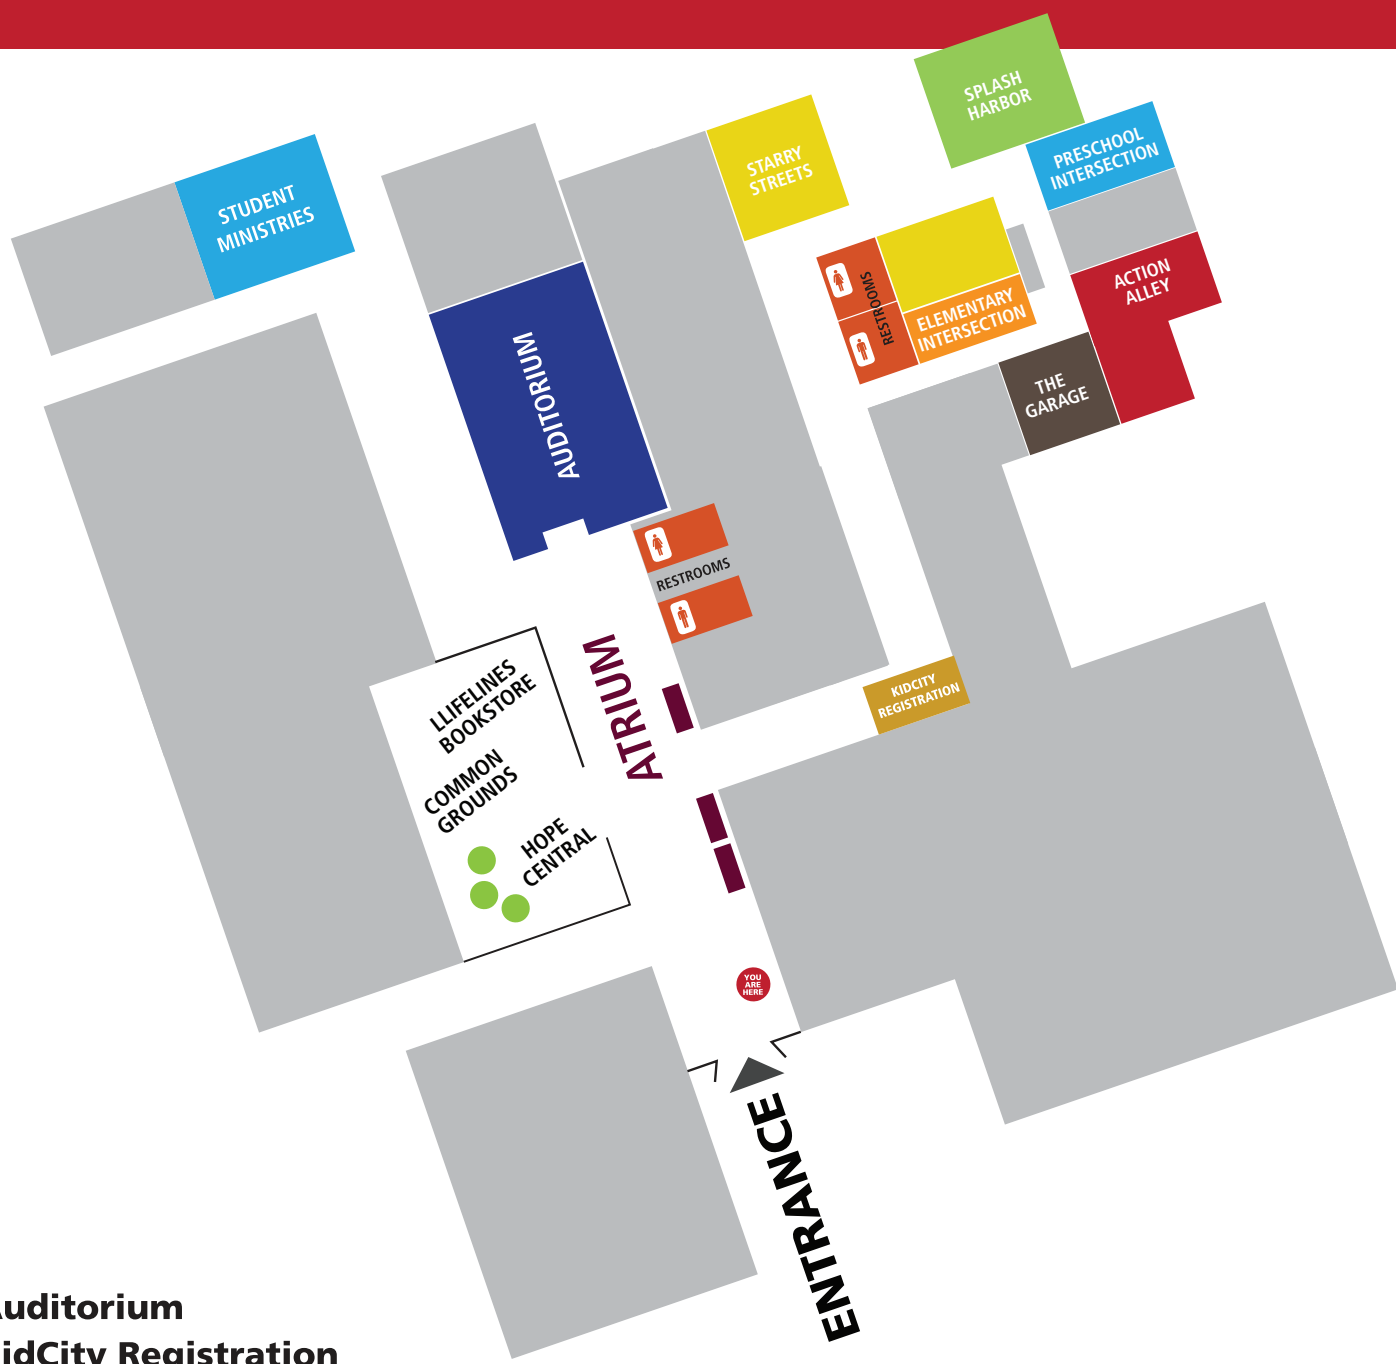 SPLASH
HARBOR
PRESCHOOL
INTERSECTION
STARRY
STREETS
STUDENT
MINISTRIES
ACTION
ALLEY
RESTROOMS
ELEMENTARY
INTERSECTION
THE
GARAGE
AUDITORIUM
RESTROOMS
LLIFELINES
BOOKSTORE
ATRIUM
KIDCITY
REGISTRATION
COMMON
GROUNDS
HOPE
CENTRAL
YOU
ARE
HERE
ENTRANCE
Auditorium
idCity Registration